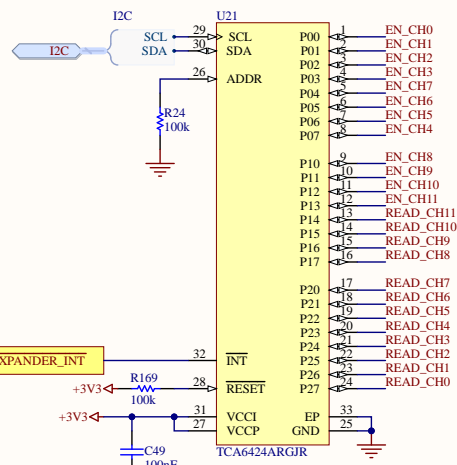 I2C
U21
I2C
SCL
SDA
29
SCL
30
SDA
26
ADDR
R24
100k
P00
1
EN_CH0
P01
2
EN_CH1
P02
3
EN_CH2
P03
4
EN_CH3
P04
5
EN_CH7
P05
6
EN_CH6
P06
7
EN_CH5
P07
8
EN_CH4
P10
9
EN_CH8
P11
10
EN_CH9
P12
11
EN_CH10
P13
12
EN_CH11
P14
13
READ_CH11
P15
14
READ_CH10
P16
15
READ_CH9
P17
16
READ_CH8
P20
17
READ_CH7
P21
18
READ_CH6
P22
19
READ_CH5
P23
20
READ_CH4
P24
21
READ_CH3
P25
22
READ_CH2
P26
23
READ_CH1
P27
24
READ_CH0
XPANDER_INT
32
INT
R169
+3V3
100k
28
RESET
+3V3
31
VCCI
27
VCCP
EP
33
GND
25
C49
100nF
TCA6424ARGJR